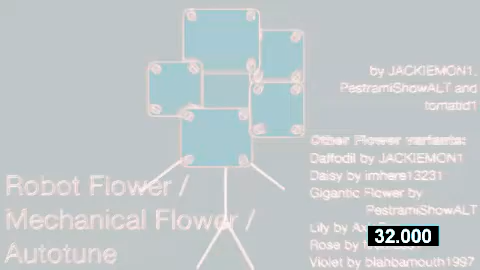 by JACKIEMON1,
PestramiShowALT and
tomatid1
Other Flower variants:
Daffodil by JACKIEMON1
Daisy by imhere13231
Gigantic Flower by
PestramiShowALT
Lily by
Rose by
Violet by blahbamouth1997
Robot Flower /
Mechanical Flower /
Autotune
32.000